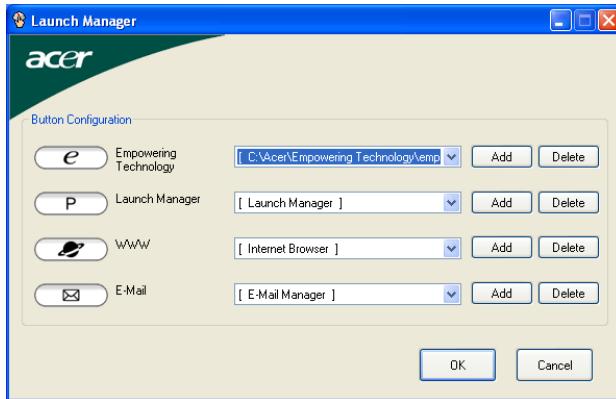 Launch Manager
acer
Button Configuration
e Empowering Technology [ C:\Acer\Empowering Technology\emp Add Delete
P Launch Manager [ Launch Manager ] Add Delete
WWW [ Internet Browser ] Add Delete
E-Mail [ E-Mail Manager ] Add Delete
OK Cancel